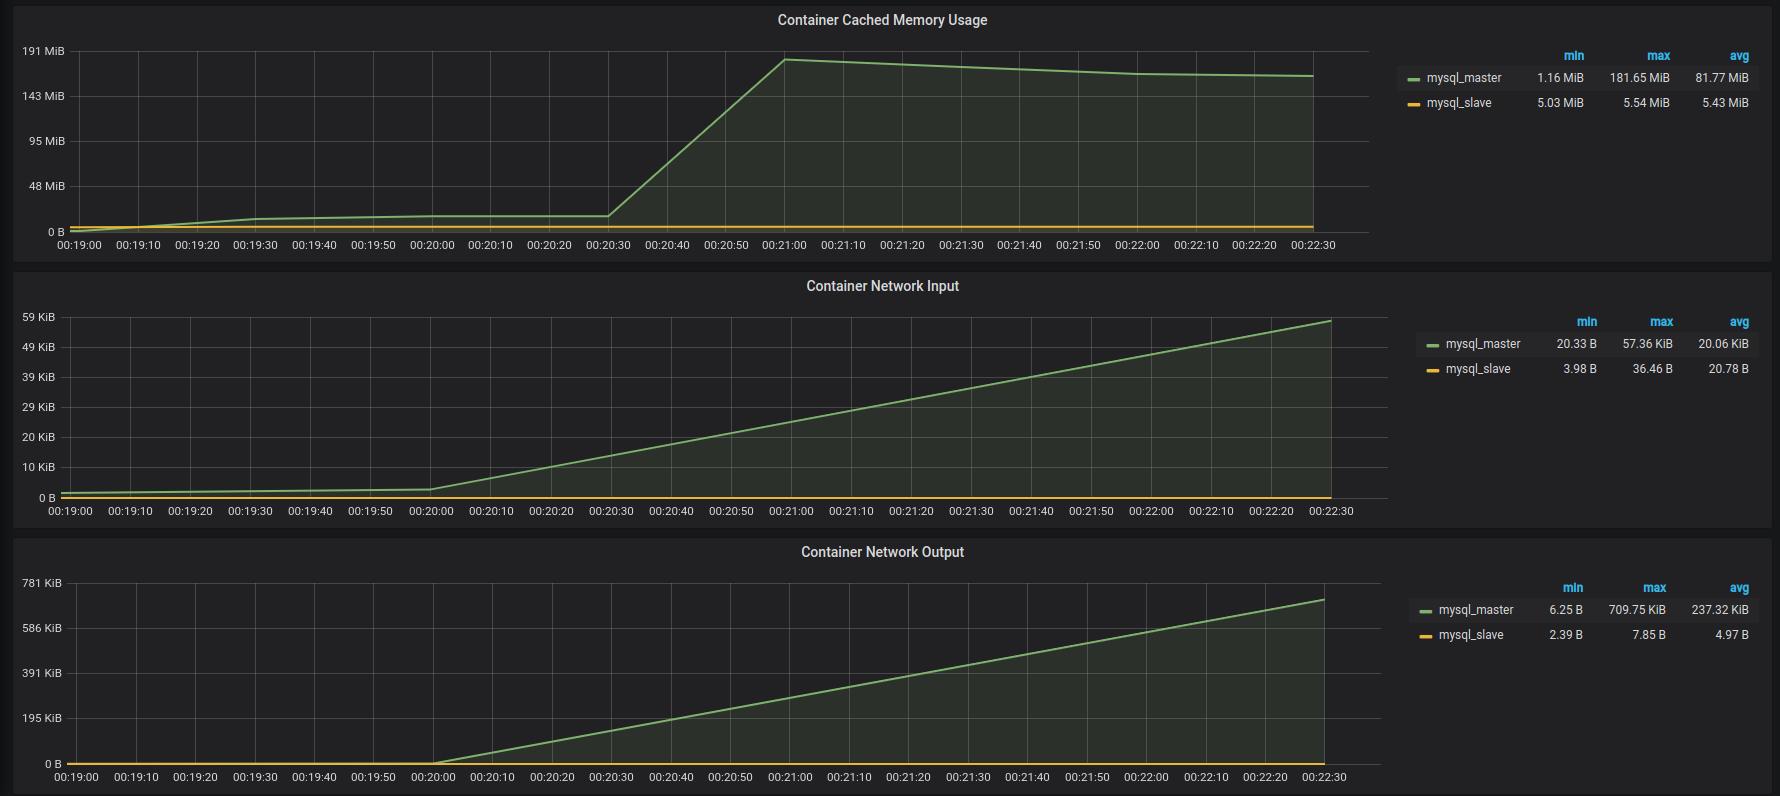 Container Cached Memory Usage
191 MiB
143 MiB
95 MiB
48 MiB
0 B
00:19:00 00:19:10 00:19:20 00:19:30 00:19:40 00:19:50 00:20:00 00:20:10 00:20:20 00:20:30 00:20:40 00:20:50 00:21:00 00:21:10 00:21:20 00:21:30 00:21:40 00:21:50 00:22:00 00:22:10 00:22:20 00:22:30
min max avg
mysql_master 1.16 MiB 181.65 MiB 81.77 MiB
mysql_slave 5.03 MiB 5.54 MiB 5.43 MiB
Container Network Input
59 KiB
49 KiB
39 KiB
29 KiB
20 KiB
10 KiB
0 B
00:19:00 00:19:10 00:19:20 00:19:30 00:19:40 00:19:50 00:20:00 00:20:10 00:20:20 00:20:30 00:20:40 00:20:50 00:21:00 00:21:10 00:21:20 00:21:30 00:21:40 00:21:50 00:22:00 00:22:10 00:22:20 00:22:30
min max avg
mysql_master 20.33 B 57.36 KiB 20.06 KiB
mysql_slave 3.98 B 36.46 B 20.78 B
Container Network Output
781 KiB
586 KiB
391 KiB
195 KiB
0 B
00:19:00 00:19:10 00:19:20 00:19:30 00:19:40 00:19:50 00:20:00 00:20:10 00:20:20 00:20:30 00:20:40 00:20:50 00:21:00 00:21:10 00:21:20 00:21:30 00:21:40 00:21:50 00:22:00 00:22:10 00:22:20 00:22:30
min max avg
mysql_master 6.25 B 709.75 KiB 237.32 KiB
mysql_slave 2.39 B 7.85 B 4.97 B